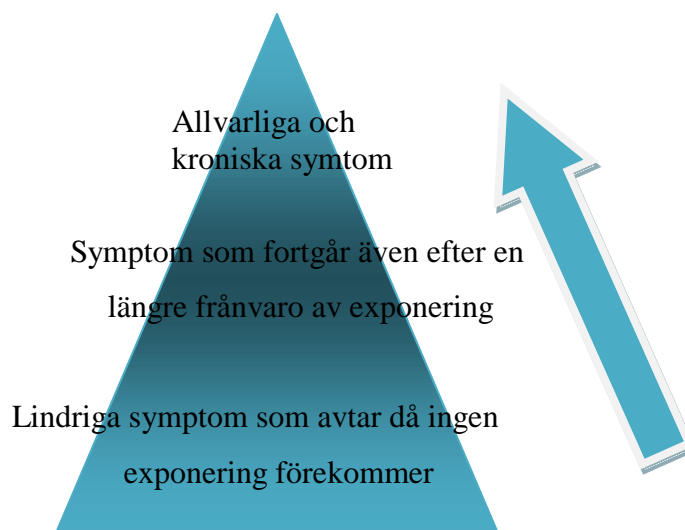 Allvarliga och
kroniska symtom
Symptom som fortgår även efter en
längre frånvaro av exponering
Lindriga symptom som avtar då ingen
exponering förekommer